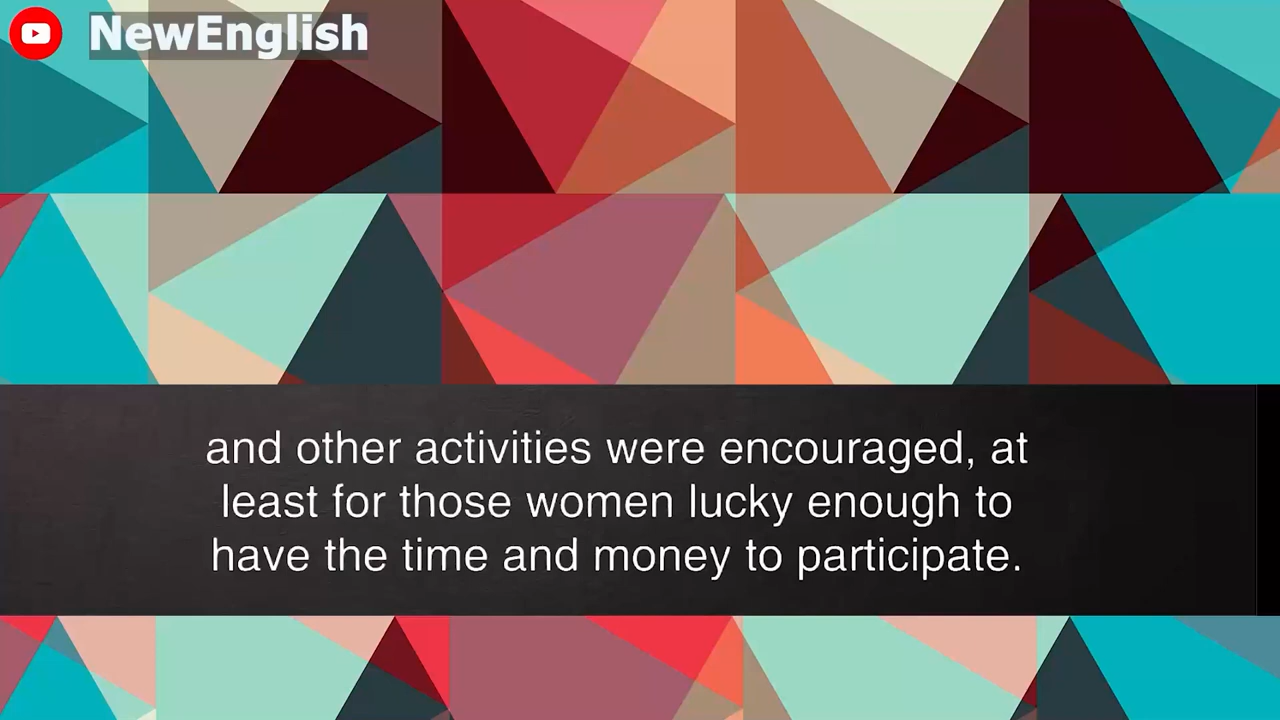 NewEnglish
and other activities were encouraged, at
least for those women lucky enough to
have the time and money to participate.